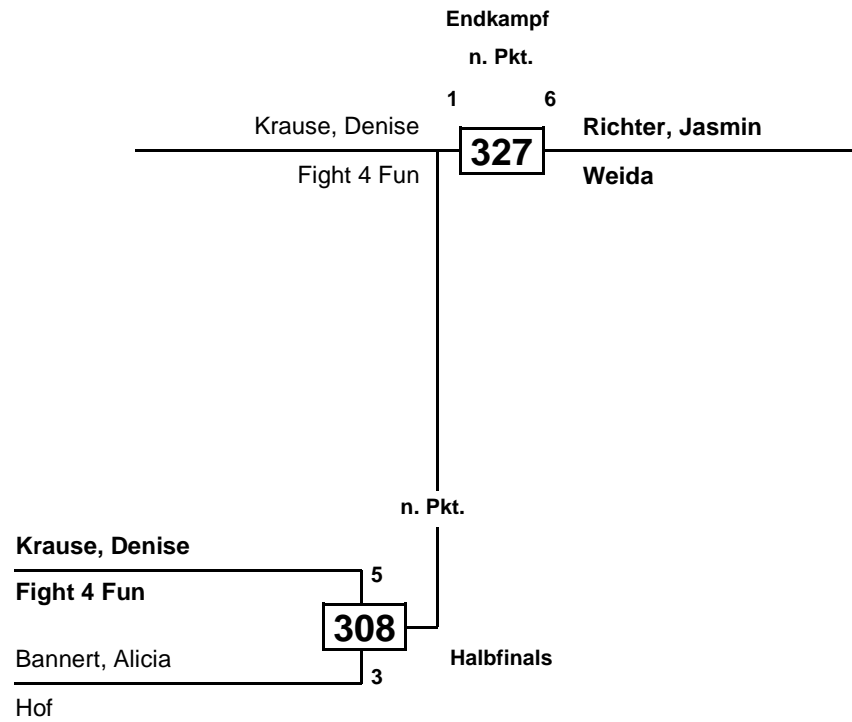 Endkampf
n. Pkt.
1 6
Krause, Denise 327 Richter, Jasmin
Fight 4 Fun Weida
n. Pkt.
Krause, Denise
5
Fight 4 Fun
308
Bannert, Alicia Halbfinals
3
Hof